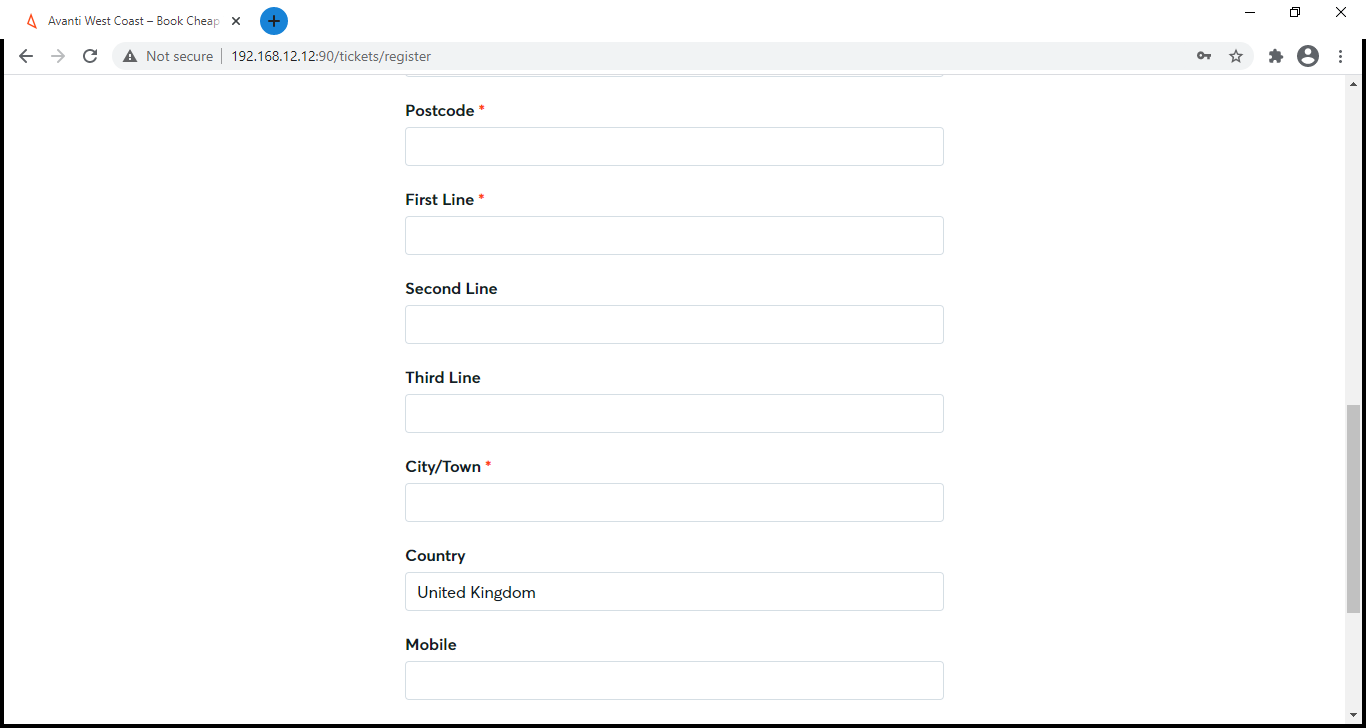 Avanti West Coast – Book Cheap
Not secure
192.168.12.12:90/tickets/register
Postcode *
First Line *
Second Line
Third Line
City/Town *
Country
United Kingdom
Mobile